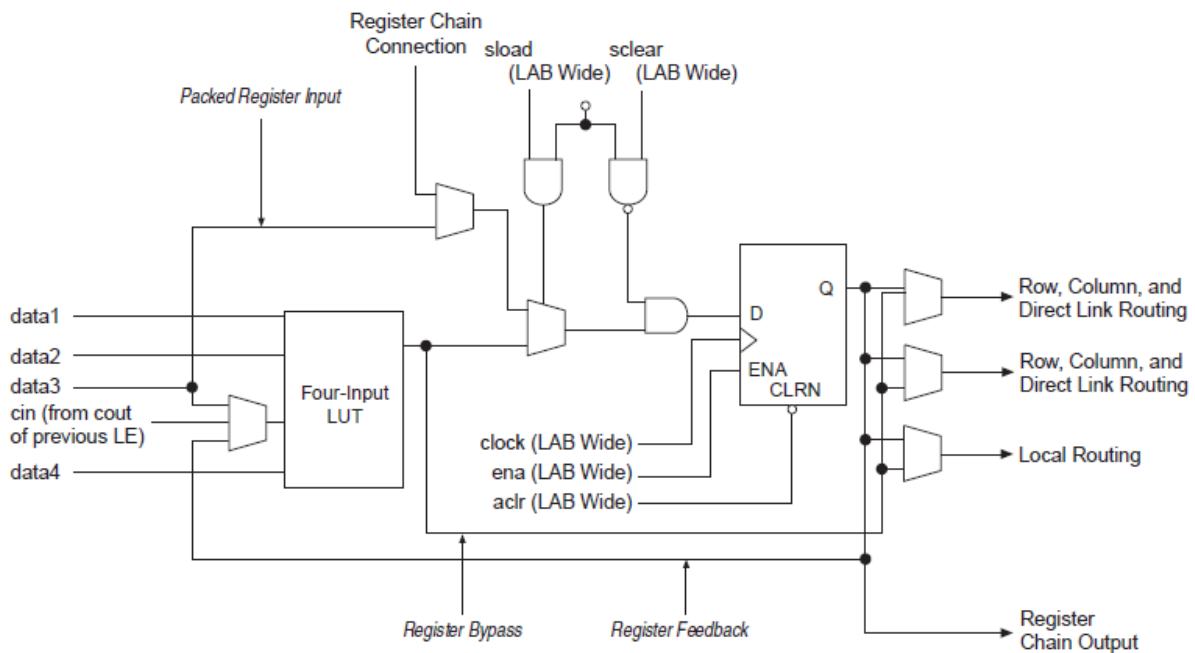 Register Chain
Connection
sload
(LAB Wide)
sclear
(LAB Wide)
Packed Register Input
data1
data2
data3
cin (from cout
of previous LE)
data4
Four-Input
LUT
D
Q
ENA
CLRN
clock (LAB Wide)
ena (LAB Wide)
aclr (LAB Wide)
Row, Column, and
Direct Link Routing
Row, Column, and
Direct Link Routing
Local Routing
Register Bypass
Register Feedback
Register
Chain Output